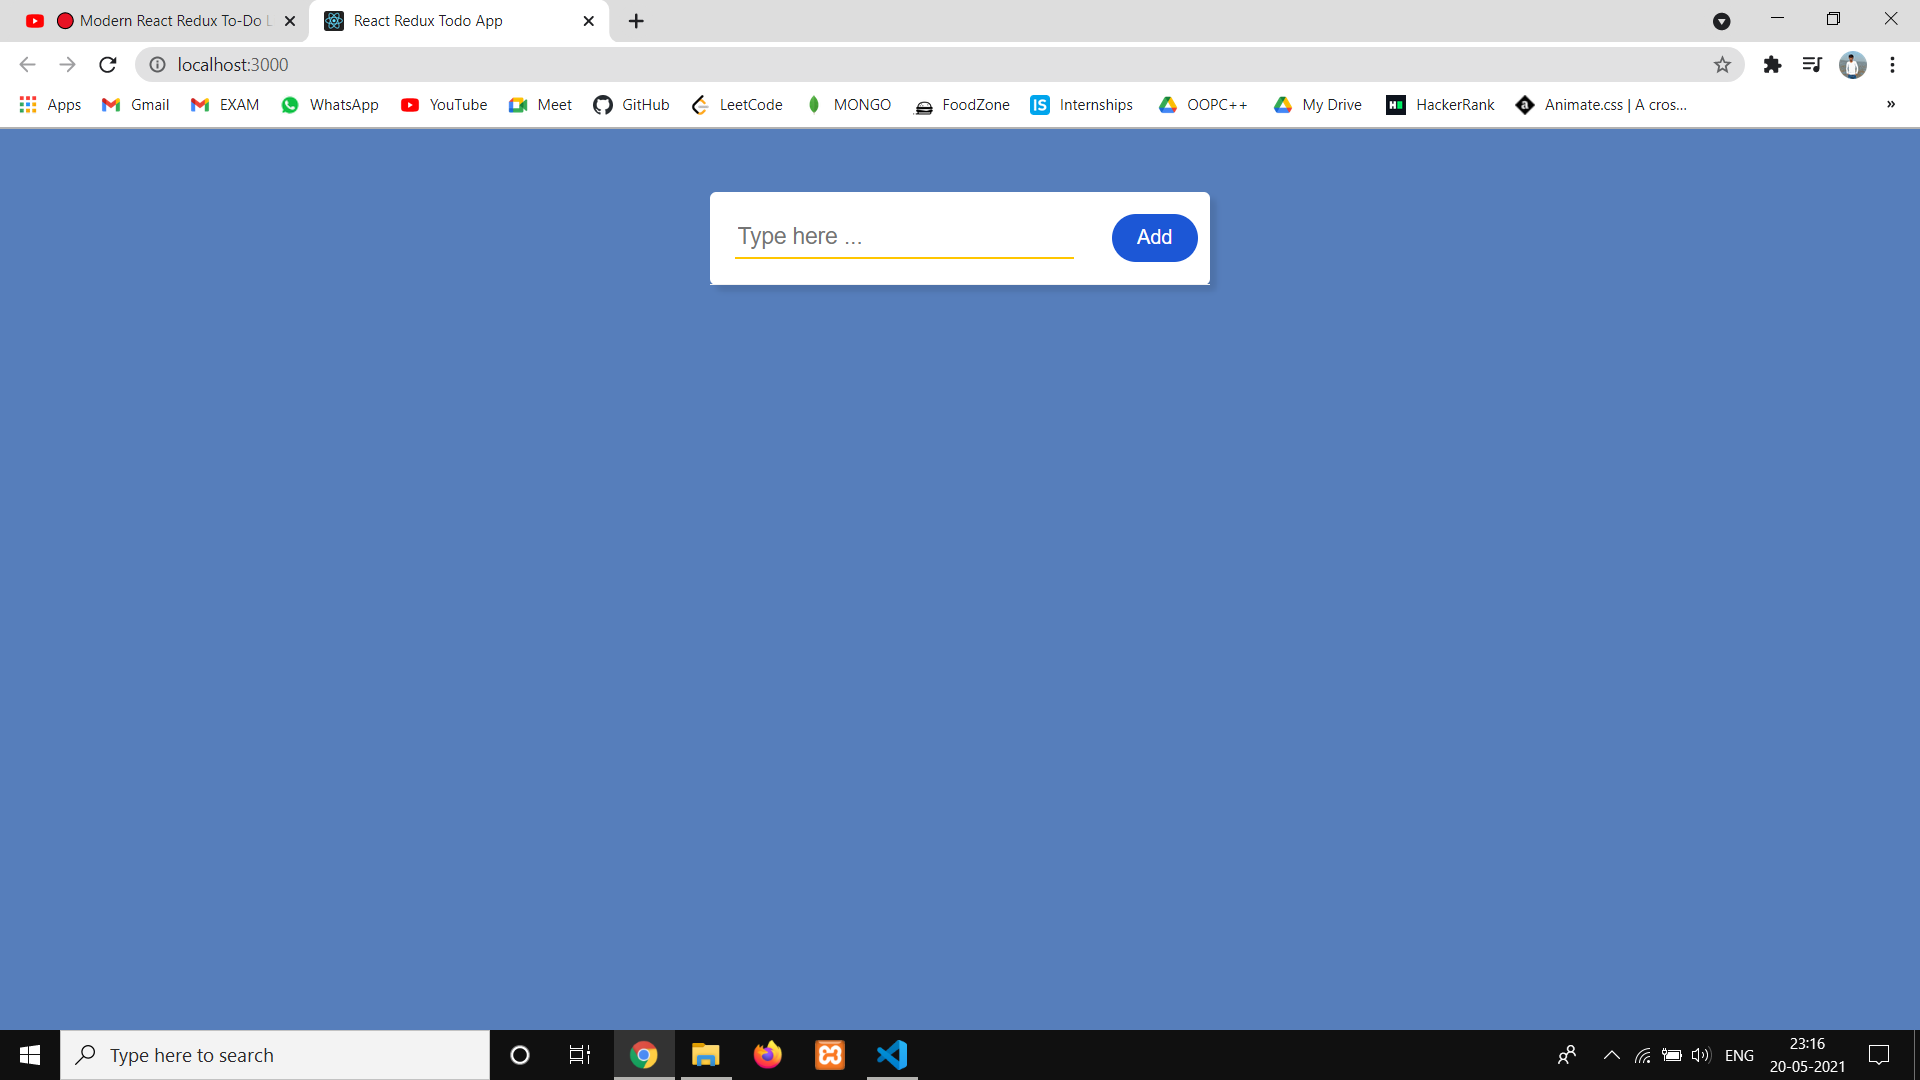 Modern React Redux To-Do L
React Redux Todo App
localhost:3000
Apps Gmail EXAM WhatsApp YouTube Meet GitHub LeetCode MONGO FoodZone IS Internships OOPC++ My Drive HackerRank Animate.css | A cros...
Type here ... Add
Type here to search
ENG
23:16
20-05-2021